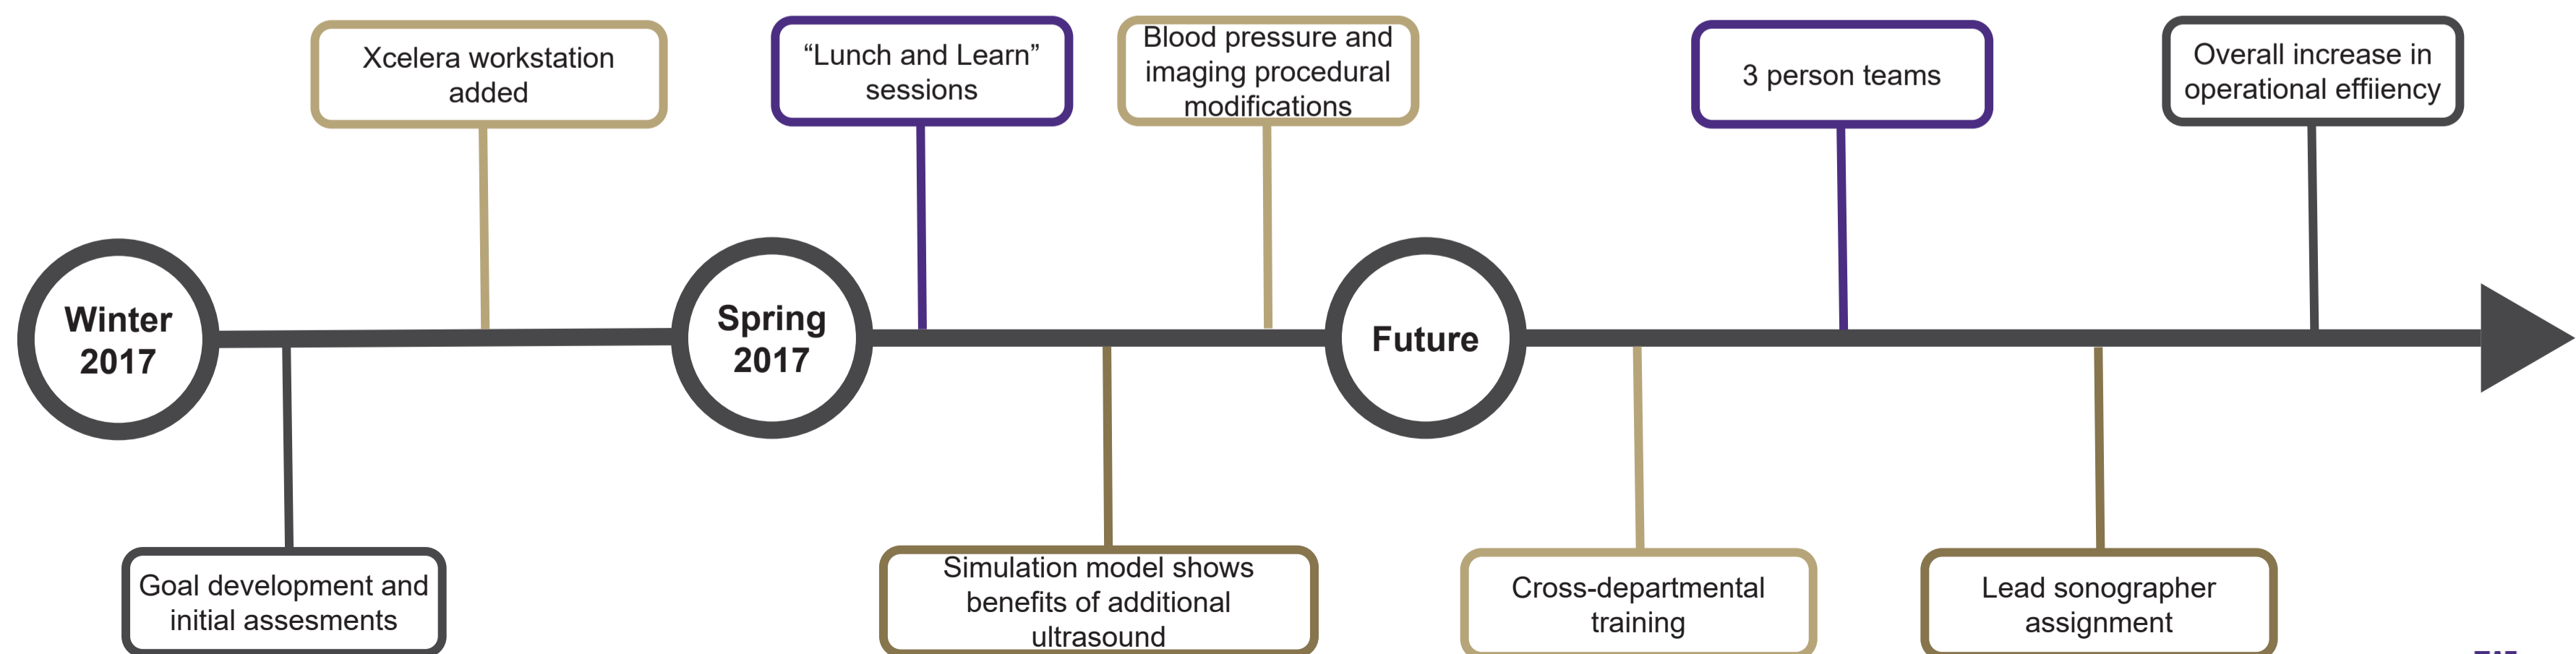 Xcelera workstation
added
“Lunch and Learn”
sessions
Blood pressure and
imaging procedural
modifications
3 person teams
Overall increase in
operational effiiency
Winter
2017
Spring
2017
Future
Goal development and
initial assesments
Simulation model shows
benefits of additional
ultrasound
Cross-departmental
training
Lead sonographer
assignment